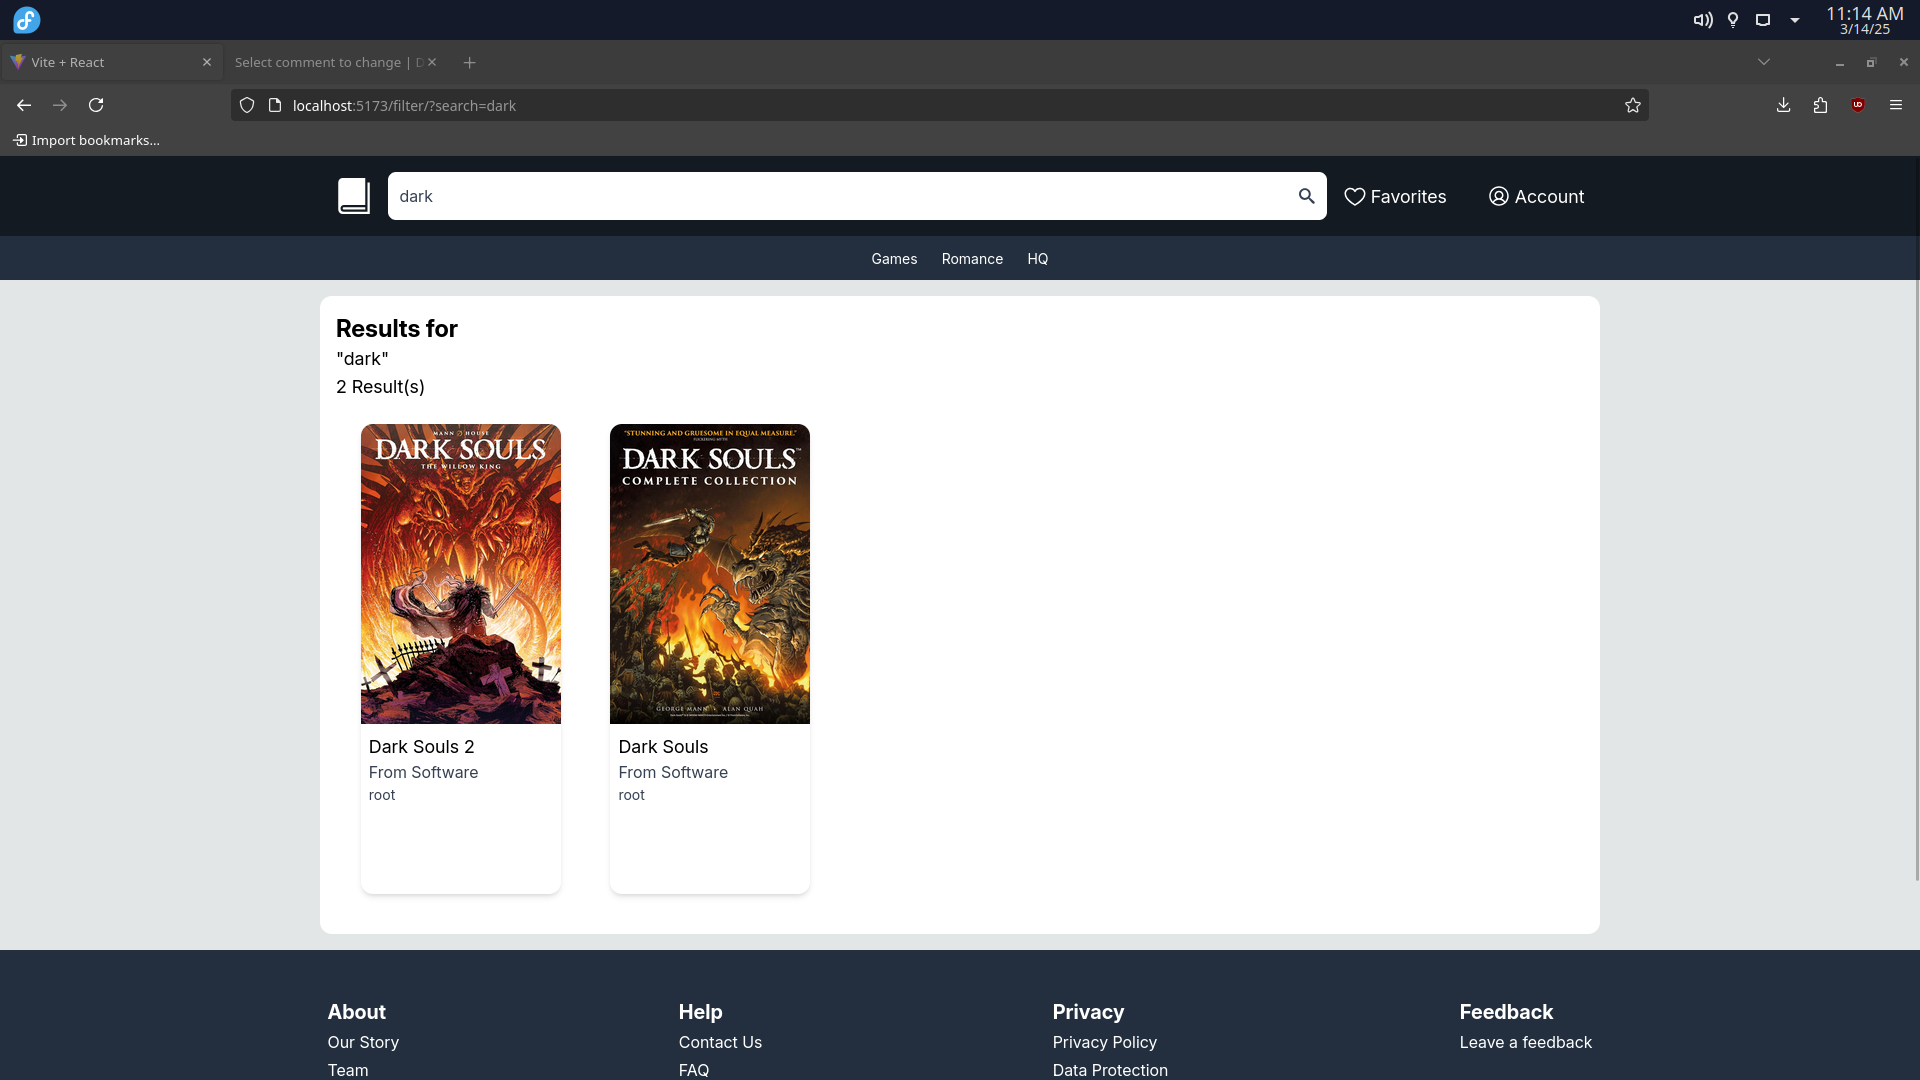 11:14 AM
3/14/25
Vite + React
Select comment to change | D
localhost:5173/filter/?search=dark
Import bookmarks...
dark
Favorites
Account
Games
Romance
HQ
Results for
"dark"
2 Result(s)
MANN HOUSE
DARK SOULS
THE WILLOW KING
"STUNNING AND GRUESOME IN EQUAL MEASURE."
DARK SOULS™
COMPLETE COLLECTION
GEORGE MANN • ALAN QUAH
Dark Souls 2
From Software
root
Dark Souls
From Software
root
About
Our Story
Team
Help
Contact Us
FAQ
Privacy
Privacy Policy
Data Protection
Feedback
Leave a feedback